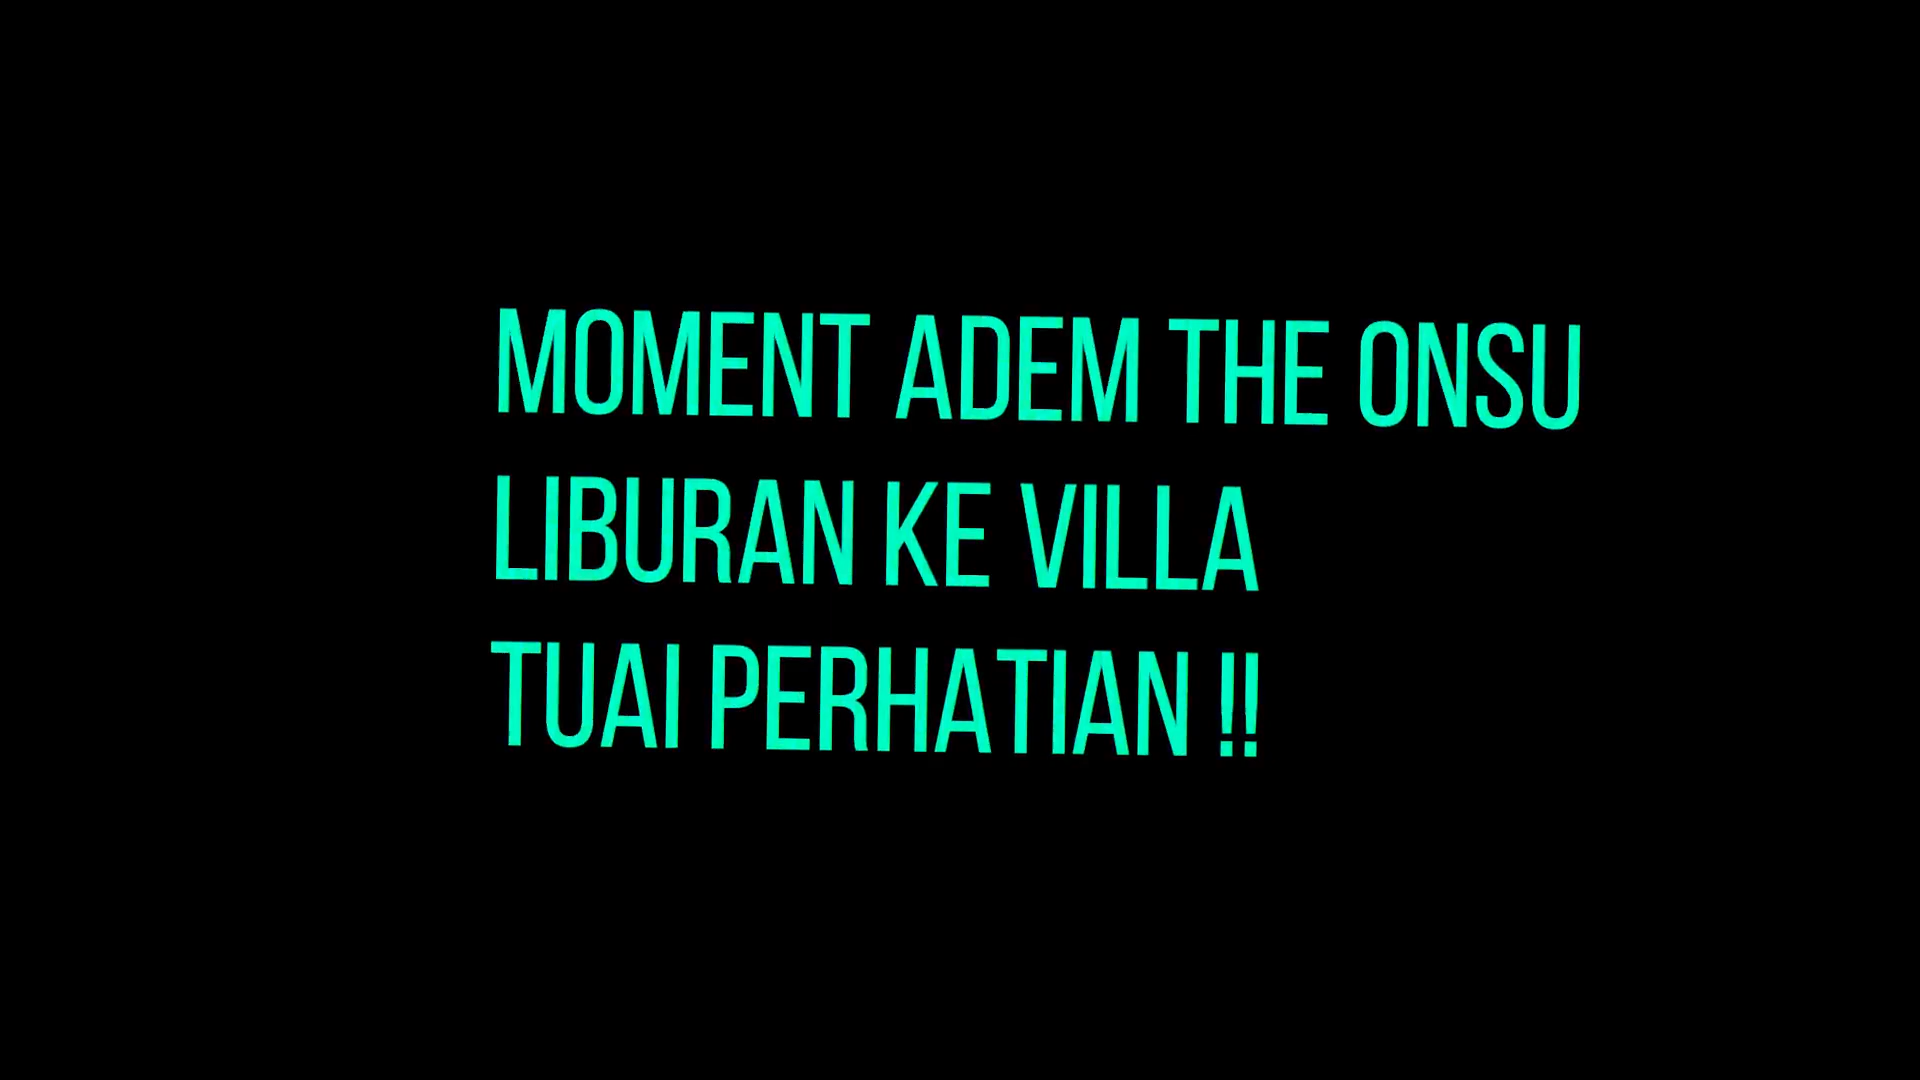 MOMENT ADEM THE ONSU
LIBURAN KE VILLA
TUAI PERHATIAN !!